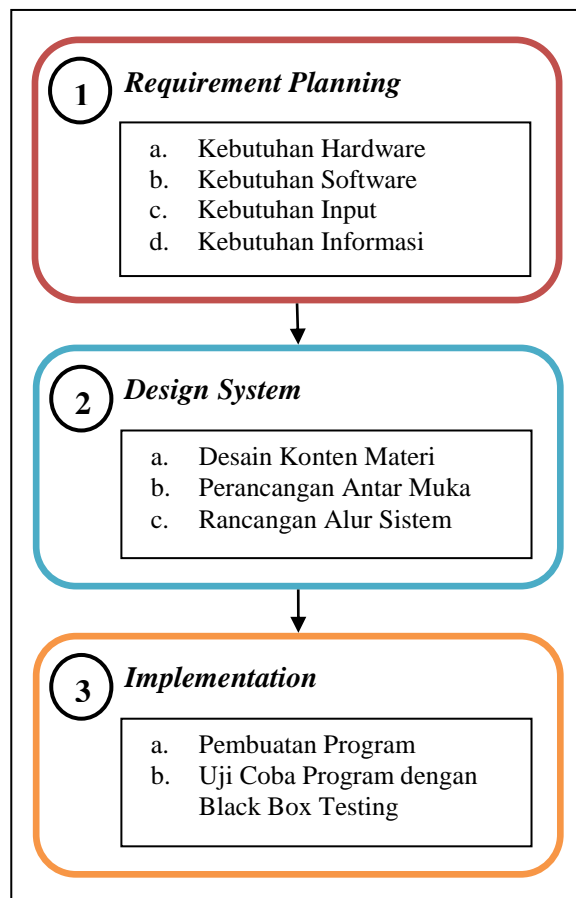 1 Requirement Planning
a. Kebutuhan Hardware
b. Kebutuhan Software
c. Kebutuhan Input
d. Kebutuhan Informasi
2 Design System
a. Desain Konten Materi
b. Perancangan Antar Muka
c. Rancangan Alur Sistem
3 Implementation
a. Pembuatan Program
b. Uji Coba Program dengan
Black Box Testing